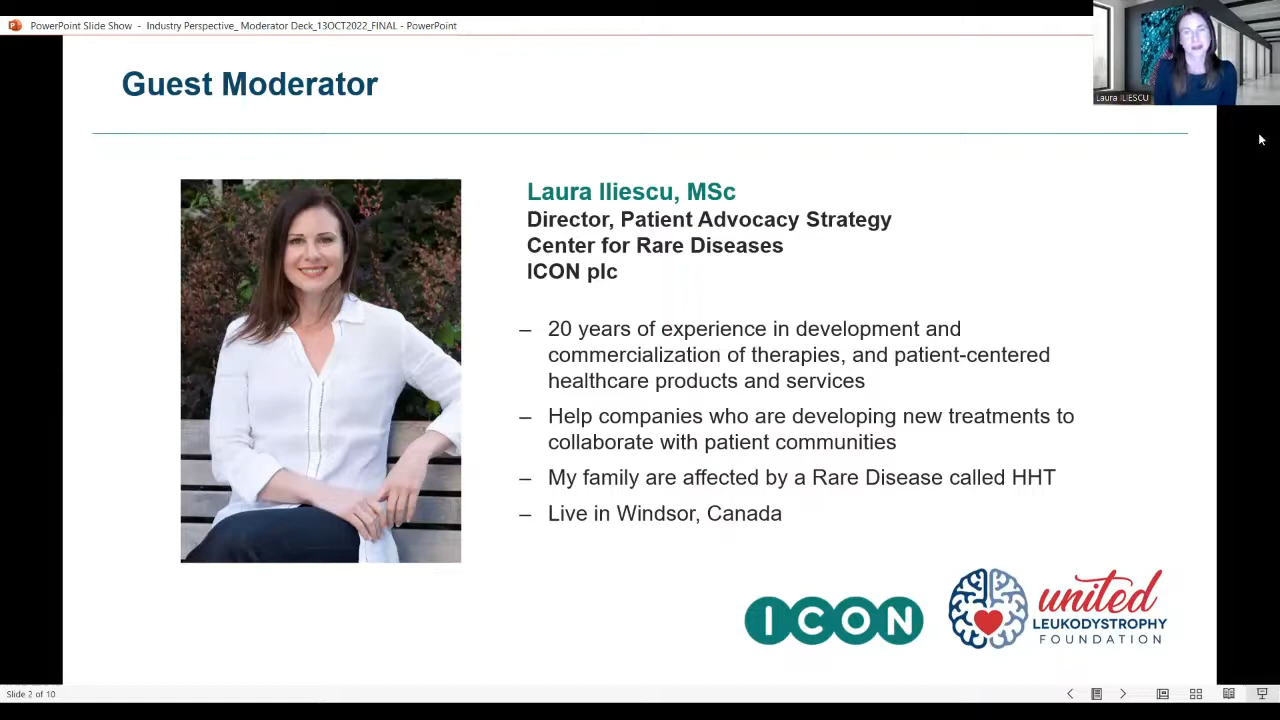 PowerPoint Slide Show - Industry Perspective_ Moderator Deck_13OCT2022_FINAL - PowerPoint
Laura ILIESCU
Guest Moderator
Laura Iliescu, MSc
Director, Patient Advocacy Strategy
Center for Rare Diseases
ICON plc
– 20 years of experience in development and
commercialization of therapies, and patient-centered
healthcare products and services
– Help companies who are developing new treatments to
collaborate with patient communities
– My family are affected by a Rare Disease called HHT
– Live in Windsor, Canada
ICON
united
LEUKODYSTROPHY
FOUNDATION
Slide 2 of 10